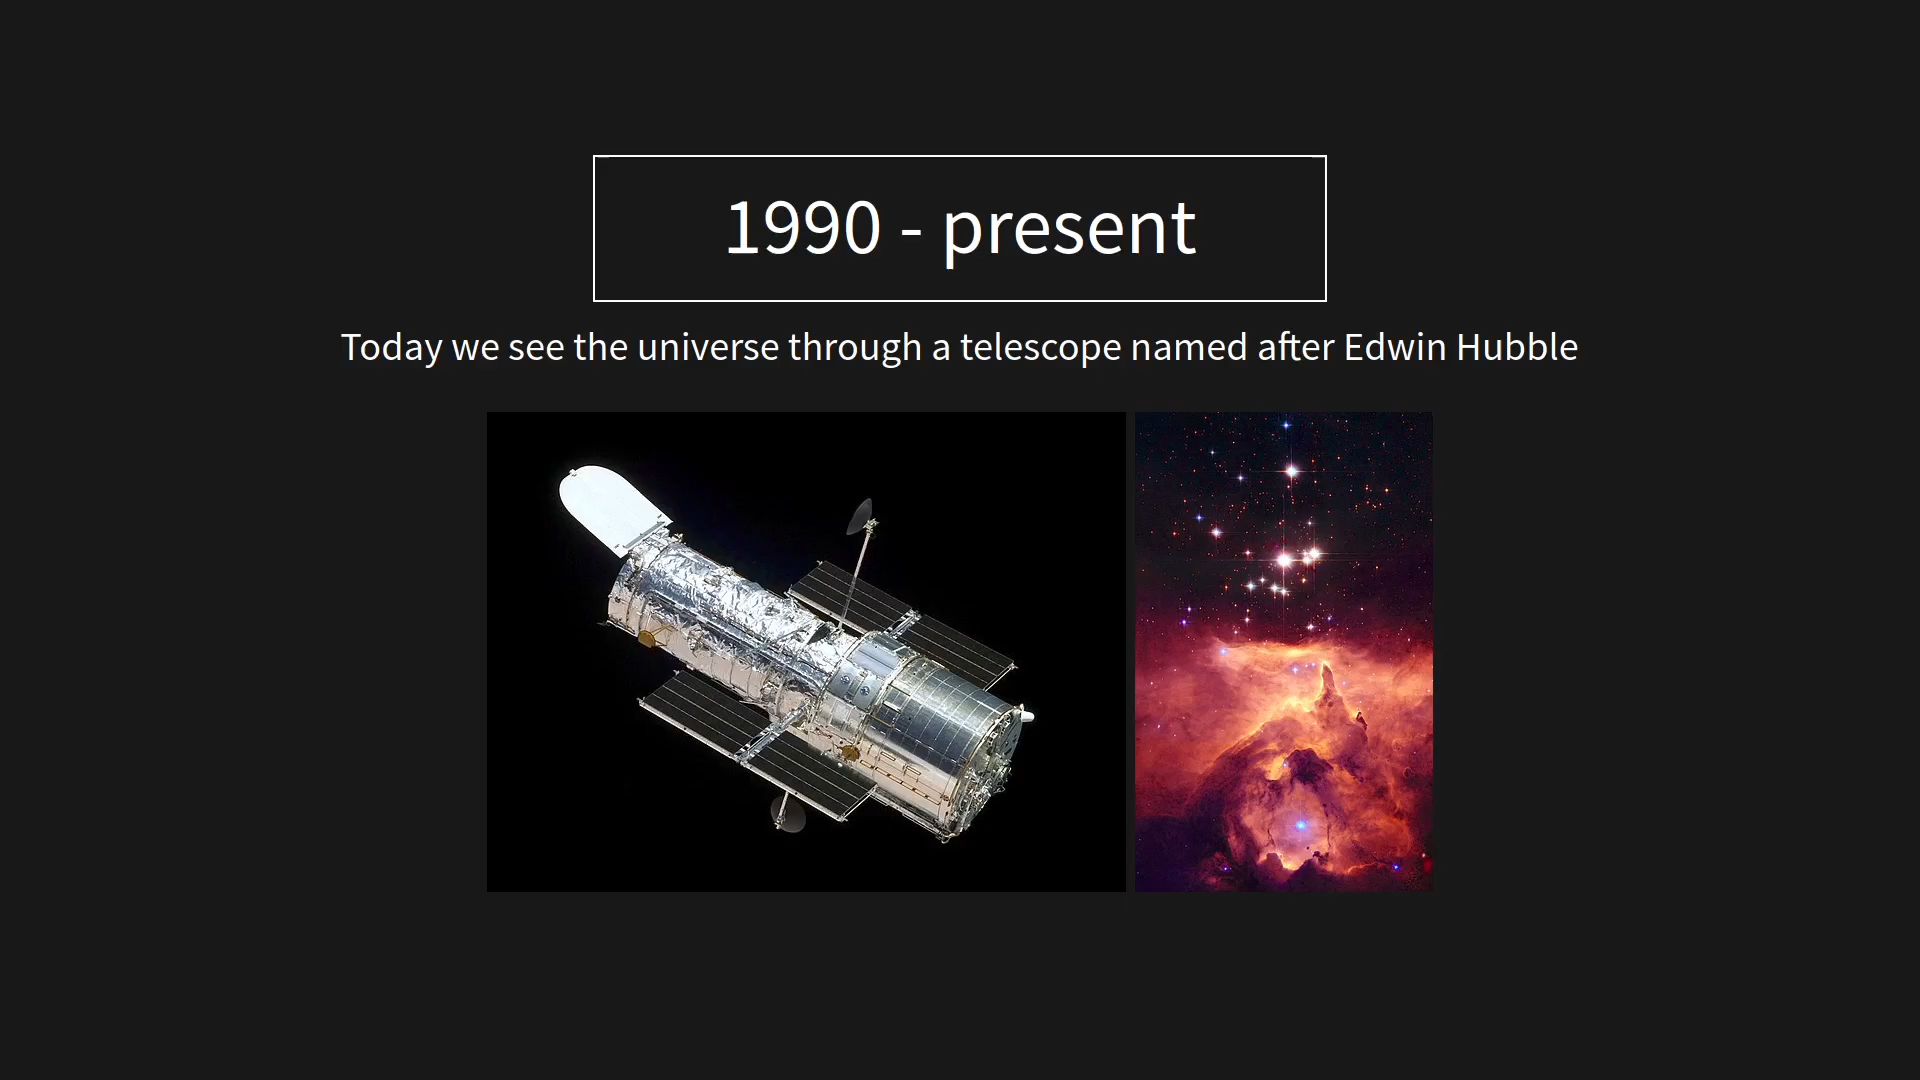 1990 - present
Today we see the universe through a telescope named after Edwin Hubble